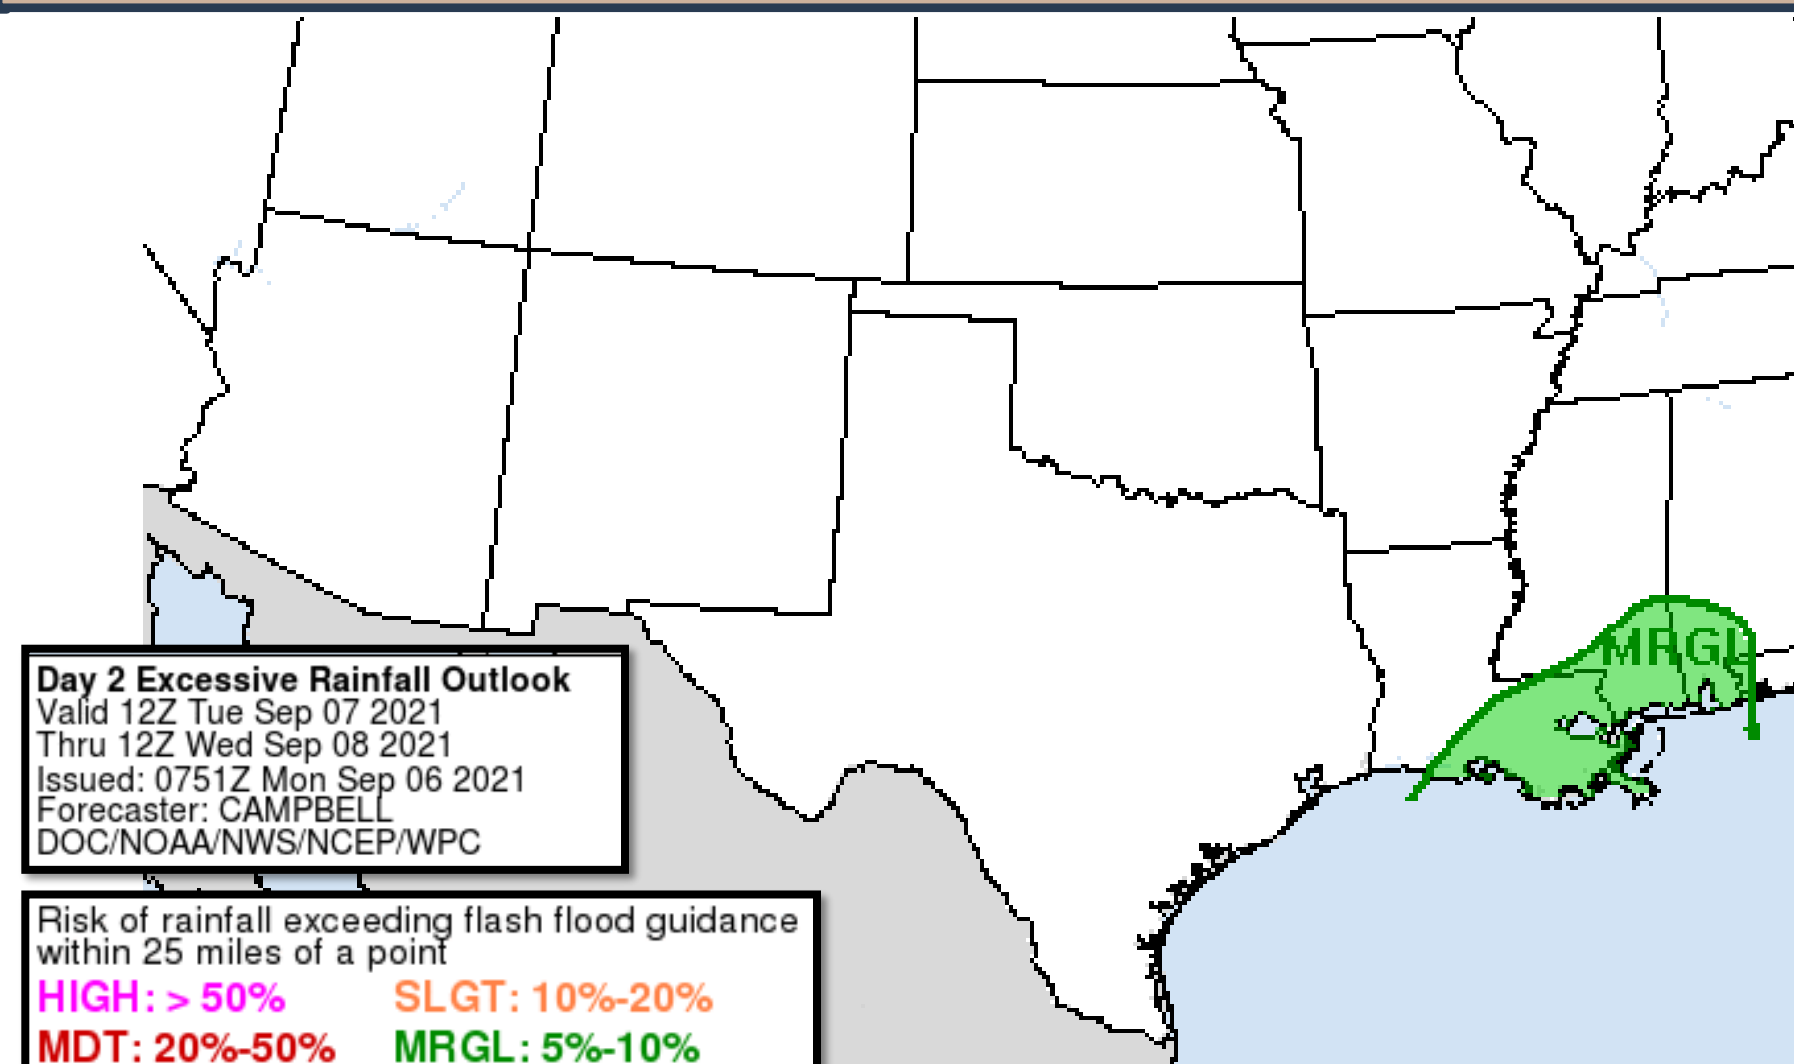 MRGL
Day 2 Excessive Rainfall Outlook
Valid 12Z Tue Sep 07 2021
Thru 12Z Wed Sep 08 2021
Issued: 0751Z Mon Sep 06 2021
Forecaster: CAMPBELL
DOC/NOAA/NWS/NCEP/WPC
Risk of rainfall exceeding flash flood guidance
within 25 miles of a point
HIGH: > 50% SLGT: 10%-20%
MDT: 20%-50% MRGL: 5%-10%